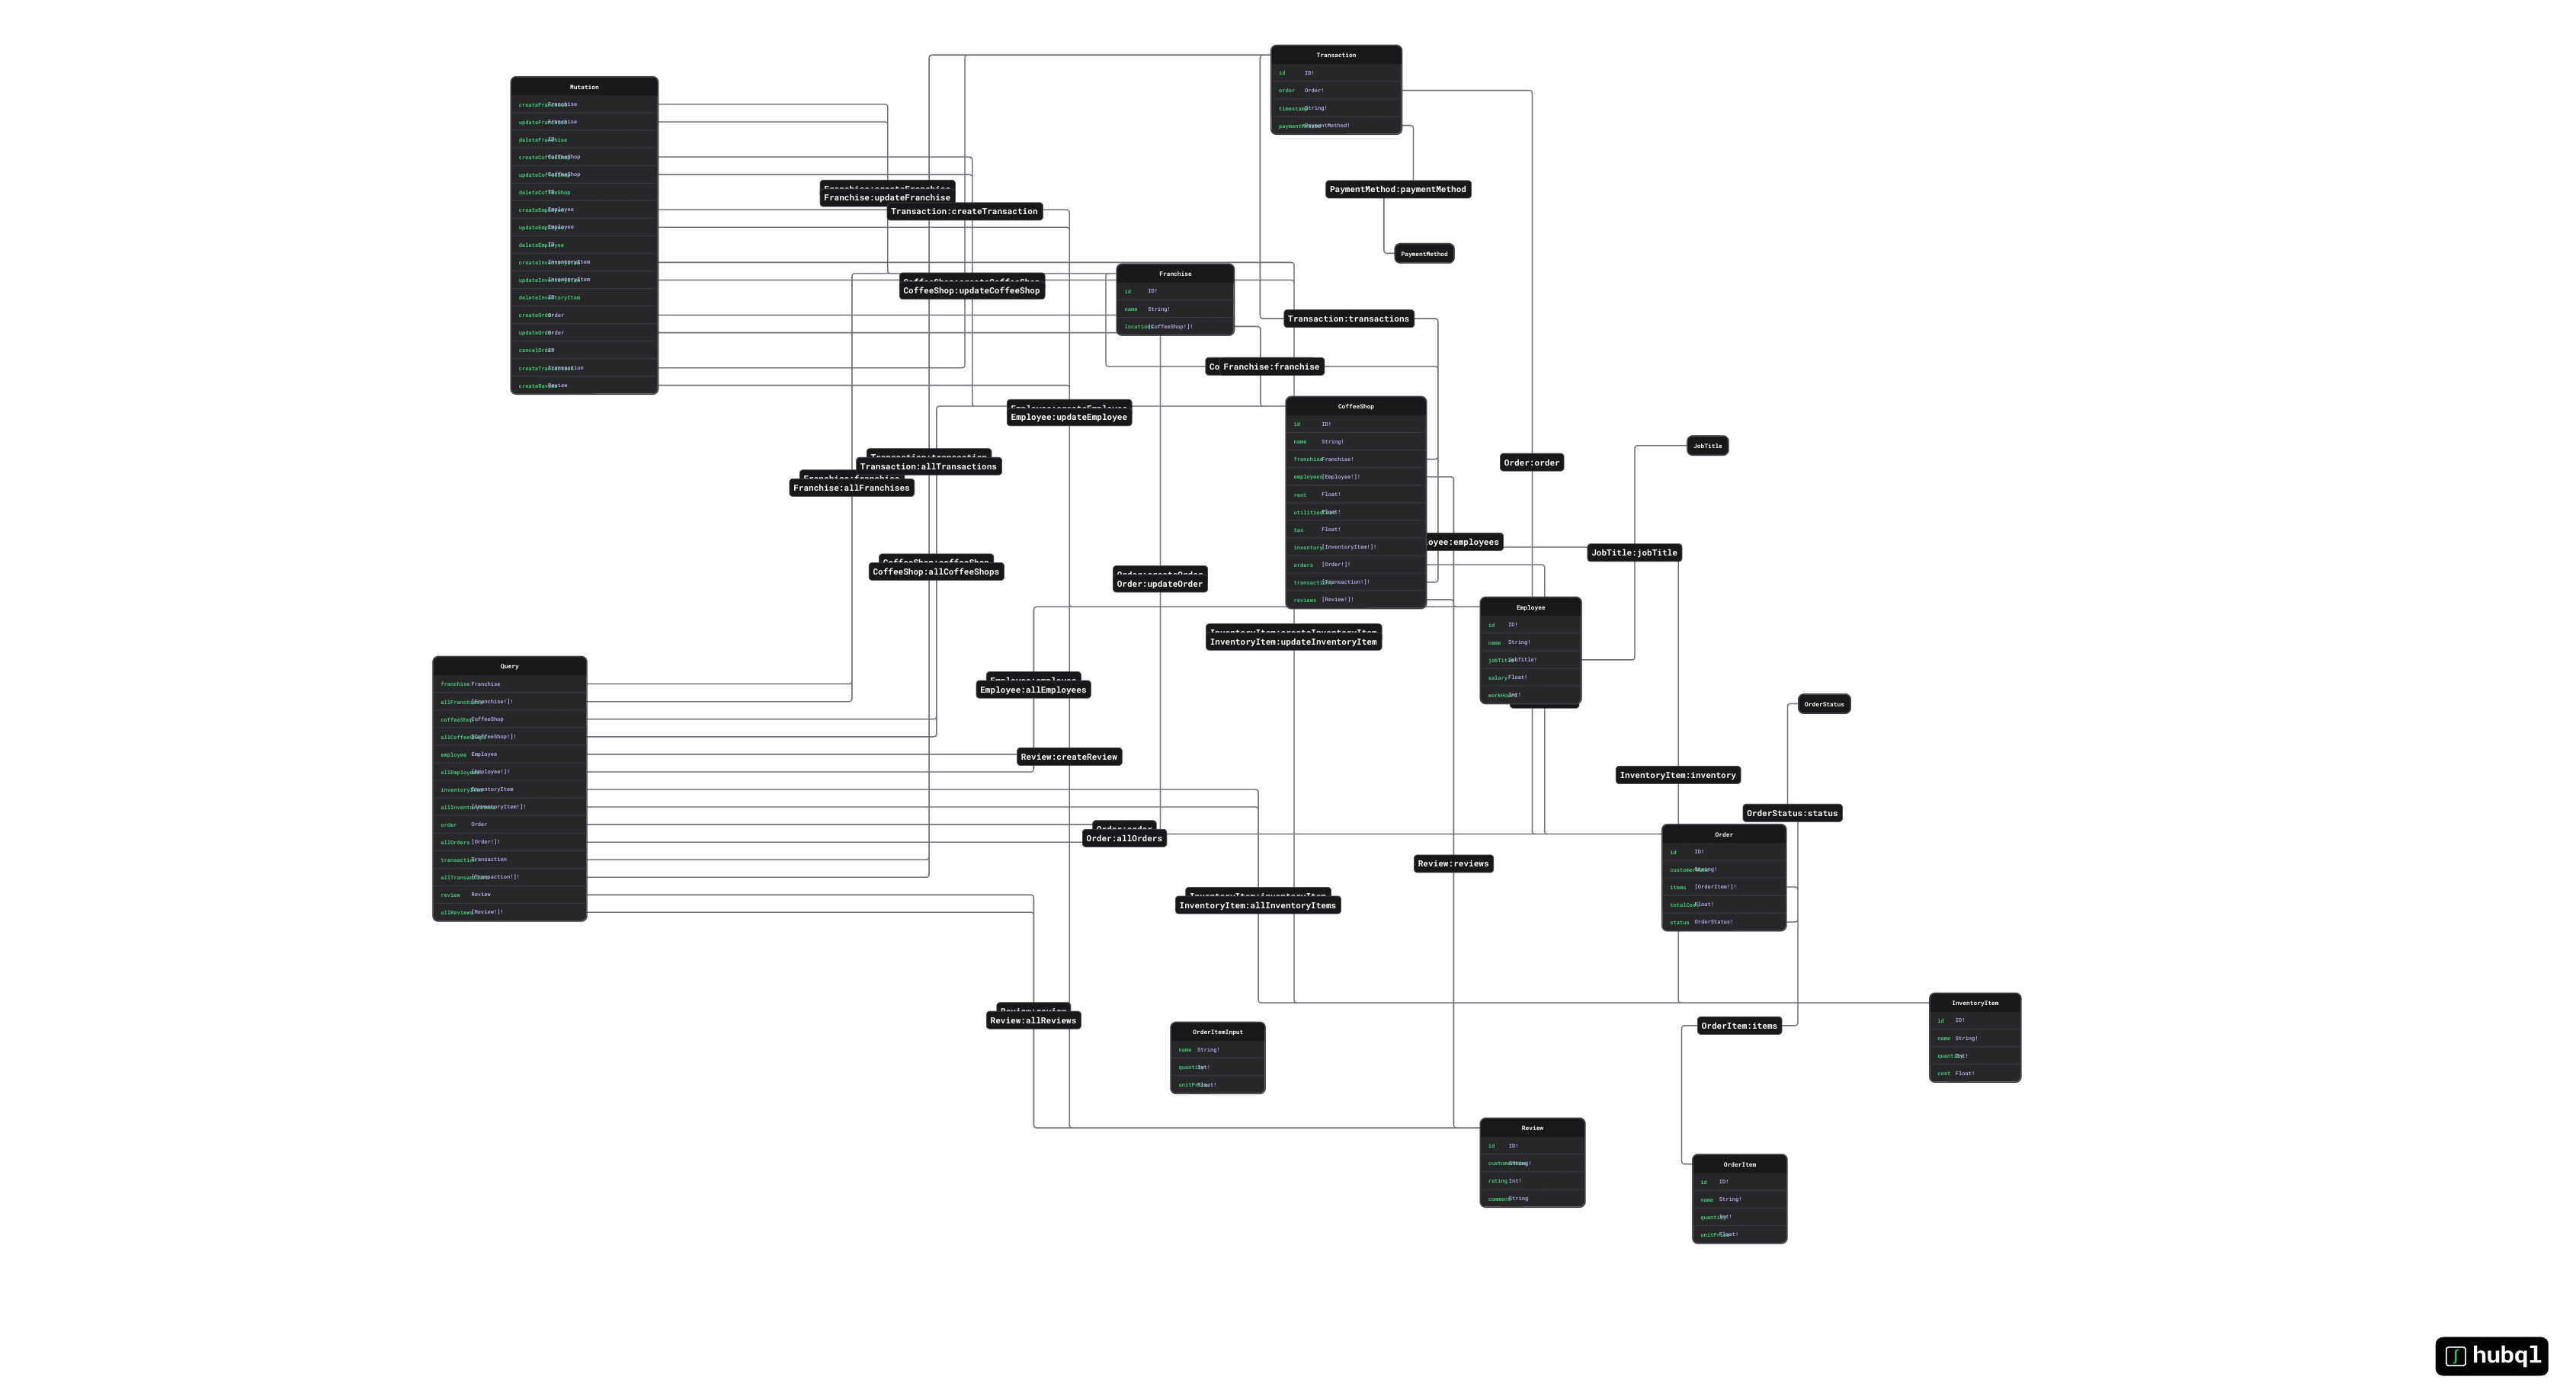 Transaction
id ID!
order Order!
timestamp String!
paymentMethod PaymentMethod!
Mutation
createFranchise Franchise
updateFranchise Franchise
deleteFranchise ID
createCoffeeShop CoffeeShop
updateCoffeeShop CoffeeShop
deleteCoffeeShop ID
createEmployee Employee
updateEmployee Employee
deleteEmployee ID
createInventoryItem InventoryItem
updateInventoryItem InventoryItem
deleteInventoryItem ID
createOrder Order
updateOrder Order
cancelOrder ID
createTransaction Transaction
createReview Review
Franchise:createFranchise
Franchise:updateFranchise
Transaction:createTransaction
PaymentMethod:paymentMethod
PaymentMethod
CoffeeShop:createCoffeeShop
CoffeeShop:updateCoffeeShop
Franchise
id ID!
name String!
locations [CoffeeShop!]!
Transaction:transactions
Co
Franchise:franchise
Employee:createEmployee
Employee:updateEmployee
CoffeeShop
id ID!
name String!
franchise Franchise!
employees [Employee!]!
rent Float!
Float!
tax Float!
inventory [InventoryItem!]!
orders [Order!]!
transactions [Transaction!]!
reviews [Review!]!
JobTitle
Order:order
Transaction:transaction
Transaction:allTransactions
Franchise:franchise
Franchise:allFranchises
oyee:employees
JobTitle:jobTitle
CoffeeShop:coffeeShop
CoffeeShop:allCoffeeShops
Order:createOrder
Order:updateOrder
Employee
id ID!
name String!
jobTitle JobTitle!
salary Float!
workHours Int!
InventoryItem:createInventoryItem
InventoryItem:updateInventoryItem
Query
franchise Franchise
allFranchises [Franchise!]!
coffeeShop CoffeeShop
allCoffeeShops [CoffeeShop!]!
employee Employee
allEmployees [Employee!]!
inventoryItem InventoryItem
allInventoryItems [InventoryItem!]!
order Order
allOrders [Order!]!
transaction Transaction
allTransactions [Transaction!]!
review Review
allReviews [Review!]!
Employee:employee
Employee:allEmployees
OrderStatus
Review:createReview
InventoryItem:inventory
OrderStatus:status
Order:order
Order:allOrders
Order
id ID!
customerName String!
items [OrderItem!]!
totalCost Float!
status OrderStatus!
Review:reviews
InventoryItem:inventoryItem
InventoryItem:allInventoryItems
Review:review
Review:allReviews
OrderItemInput
name String!
quantity Int!
unitPrice Float!
OrderItem:items
InventoryItem
id ID!
name String!
quantity Int!
cost Float!
Review
id ID!
customerName String!
rating Int!
comment String
OrderItem
id ID!
name String!
quantity Int!
unitPrice Float!
hubql